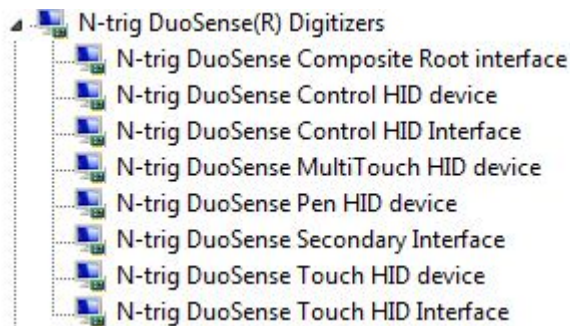 N-trig DuoSense(R) Digitizers
N-trig DuoSense Composite Root interface
N-trig DuoSense Control HID device
N-trig DuoSense Control HID Interface
N-trig DuoSense MultiTouch HID device
N-trig DuoSense Pen HID device
N-trig DuoSense Secondary Interface
N-trig DuoSense Touch HID device
N-trig DuoSense Touch HID Interface